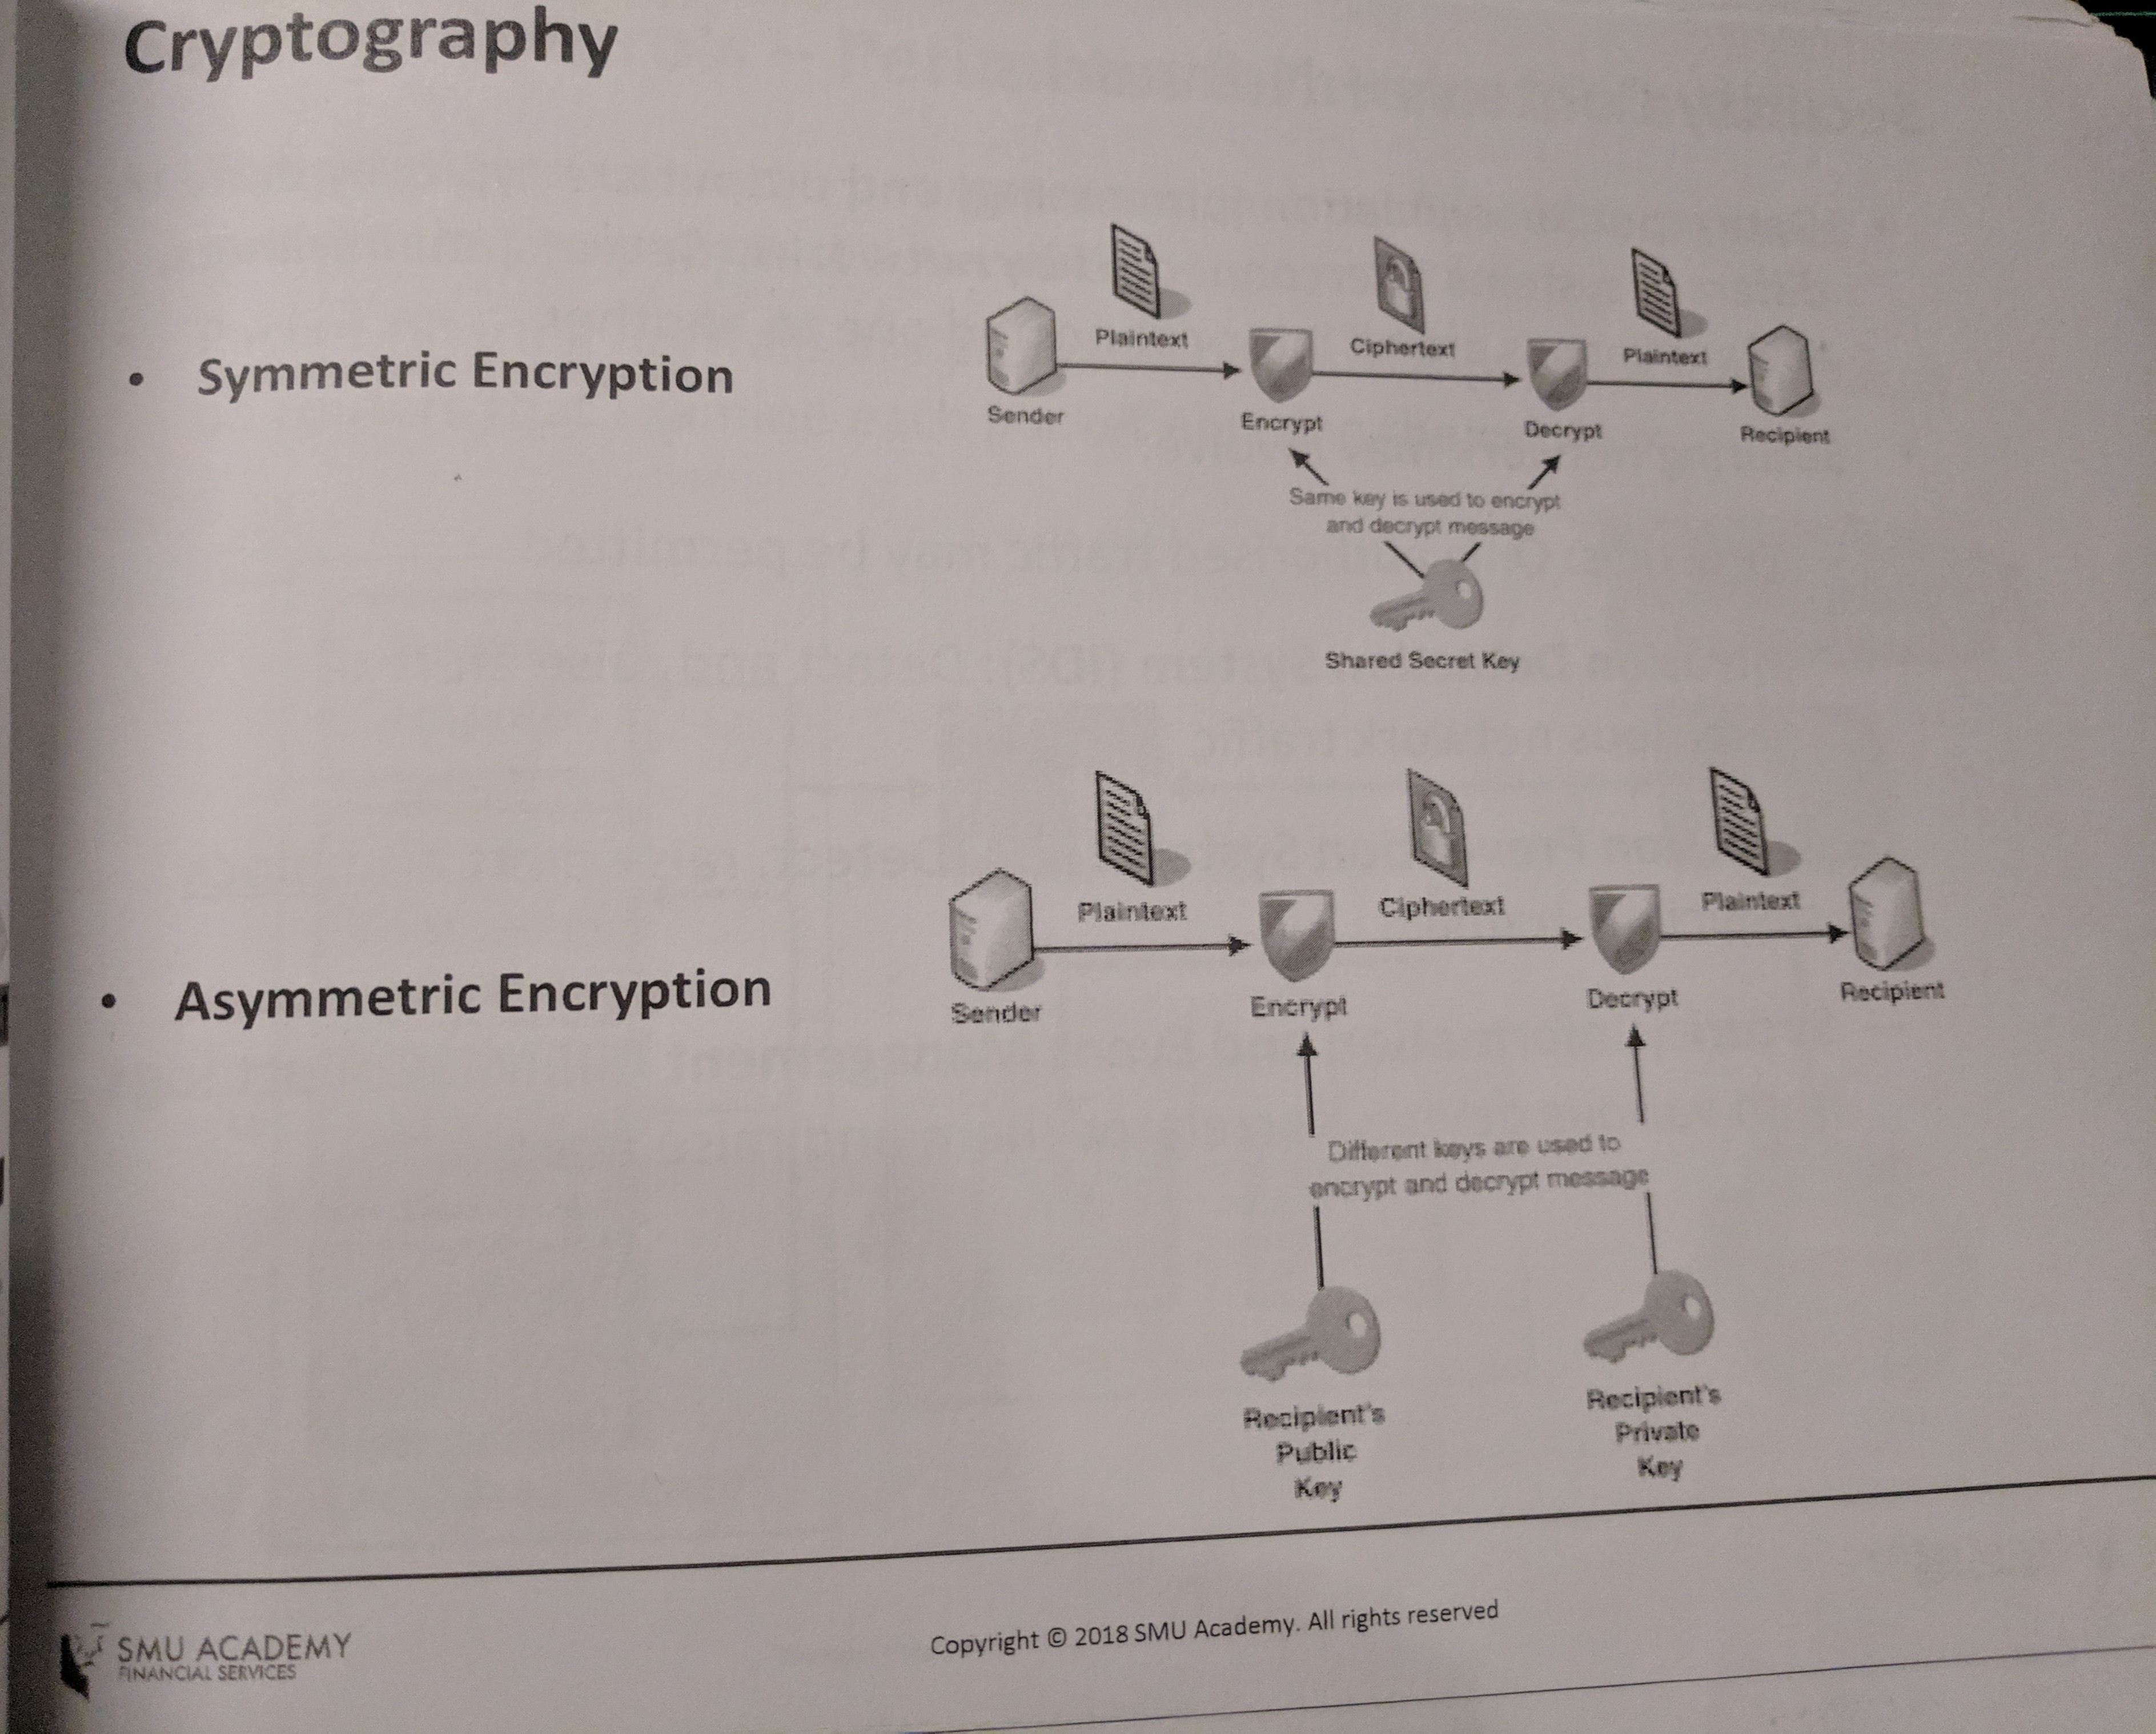 Cryptography
• Symmetric Encryption
Plaintext
Ciphertext
Plaintext
Sender
Encrypt
Decrypt
Recipient
Same key is used to encrypt
and decrypt message
Shared Secret Key
• Asymmetric Encryption
Plaintext
Ciphertext
Plaintext
Sender
Encrypt
Decrypt
Recipient
Different keys are used to
encrypt and decrypt message
Recipient's
Public
Key
Recipient's
Private
Key
SMU ACADEMY
FINANCIAL SERVICES
Copyright © 2018 SMU Academy. All rights reserved